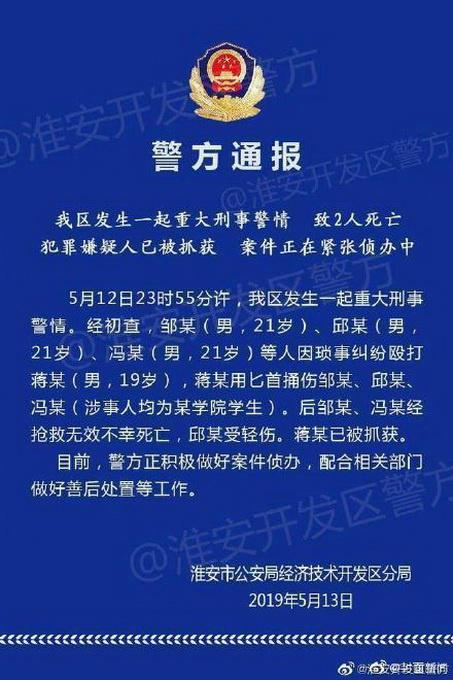 @淮安开发区警方
警方通报
我区发生一起重大刑事警情　致2人死亡
犯罪嫌疑人已被抓获　案件正在紧张侦办中
5月12日23时55分许，我区发生一起重大刑事
警情。经初查，邹某（男，21岁）、邱某（男，
21岁）、冯某（男，21岁）等人因琐事纠纷殴打
蒋某（男，19岁），蒋某用匕首捅伤邹某、邱某、
冯某（涉事人均为某学院学生）。后邹某、冯某经
抢救无效不幸死亡，邱某受轻伤。蒋某已被抓获。
@淮安开发区警方
目前，警方正积极做好案件侦办，配合相关部门
做好善后处置等工作。
@淮安开发区警方
淮安市公安局经济技术开发区分局
2019年5月13日
@封面新闻